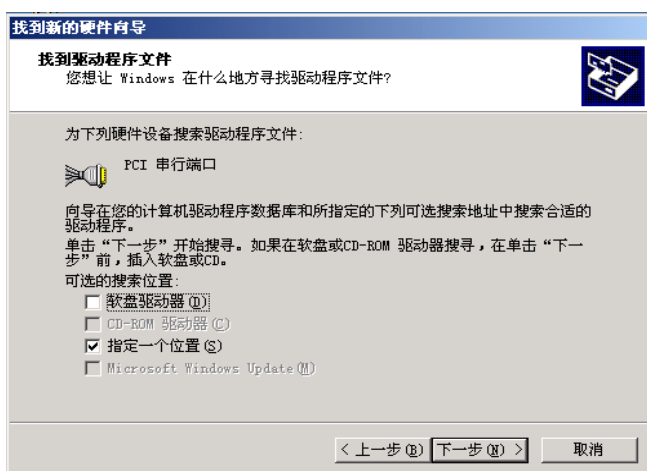 找到新的硬件向导
找到驱动程序文件
您想让 Windows 在什么地方寻找驱动程序文件?
为下列硬件设备搜索驱动程序文件:
PCI 串行端口
向导在您的计算机驱动程序数据库和所指定的下列可选搜索地址中搜索合适的
驱动程序。
单击“下一步”开始搜寻。如果在软盘或CD-ROM 驱动器搜寻，在单击“下一
步”前，插入软盘或CD。
可选的搜索位置:
软盘驱动器(D)
CD-ROM 驱动器(C)
指定一个位置(S)
Microsoft Windows Update(M)
< 上一步(B) 下一步(N) > 取消